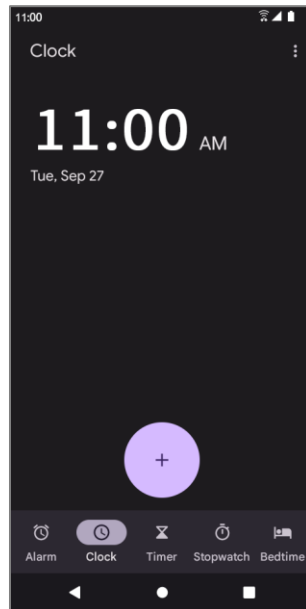 11:00
Clock
11:00 AM
Tue, Sep 27
+
Alarm Clock Timer Stopwatch Bedtime